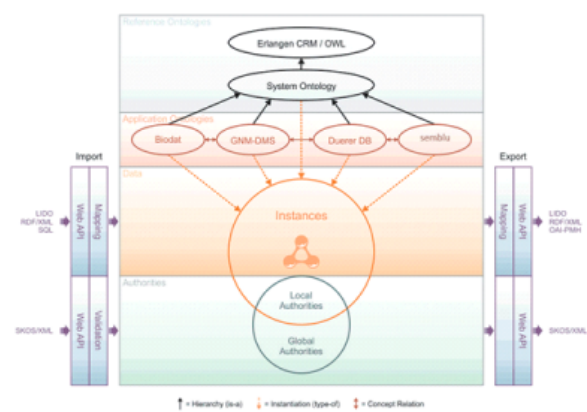 Reference Ontologies
Erlangen CRM / OWL
System Ontology
Application Ontologies
Biodat
GNM-DMS
Duerer DB
semblu
Import
Export
Data
LIDO
RDF/XML
SQL
Web API
Mapping
Instances
Mapping
Web API
LIDO
RDF/XML
OAI-PMH
Authorities
Local
Authorities
SKOS/XML
Web API
Validation
Global
Authorities
Web API
SKOS/XML
= Hierarchy (is-a)
= Instantiation (type-of)
= Concept Relation